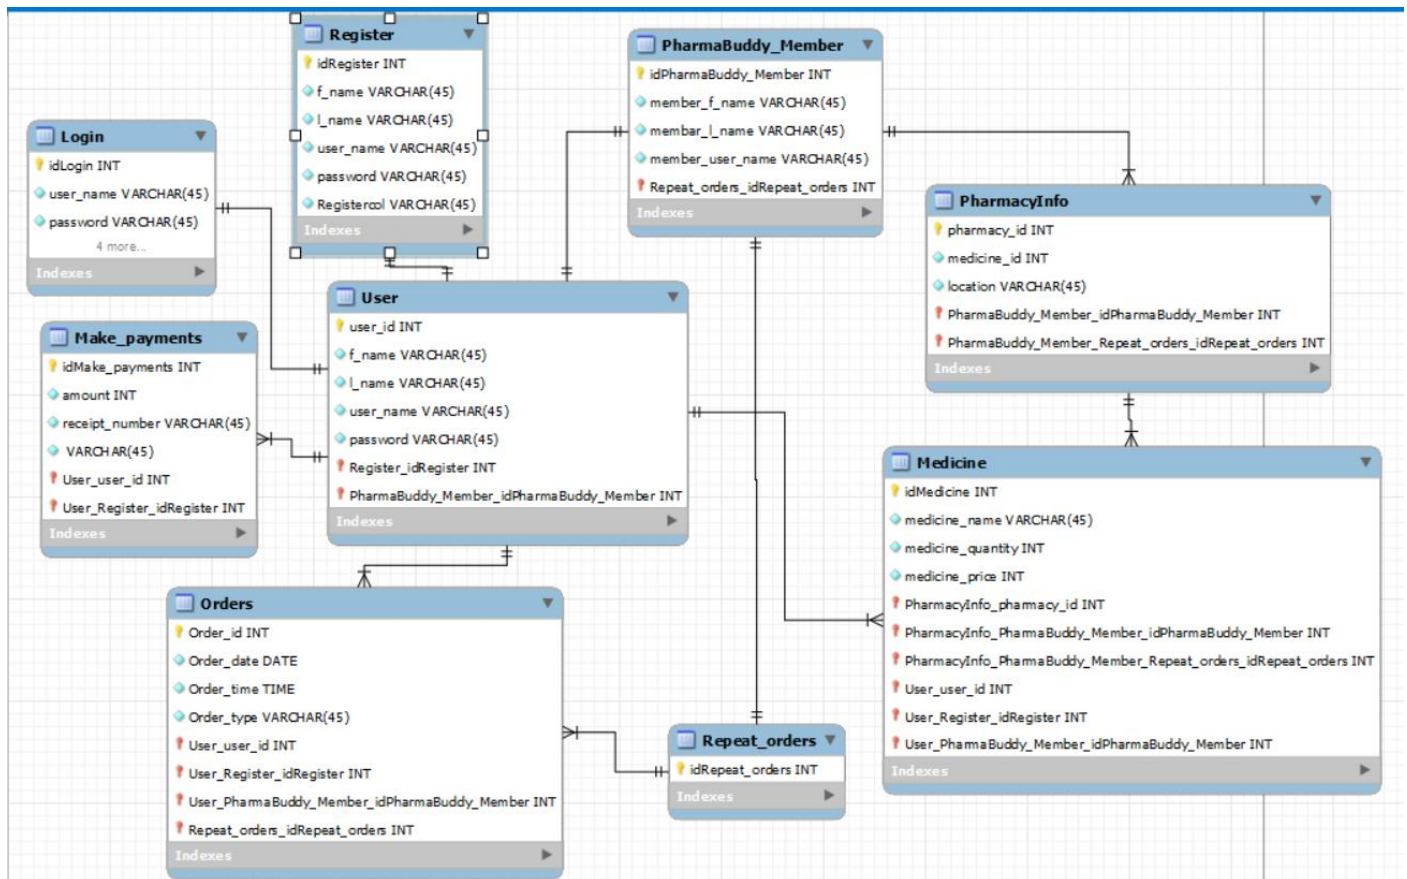 Register
idRegister INT
f_name VARCHAR(45)
l_name VARCHAR(45)
user_name VARCHAR(45)
password VARCHAR(45)
Registercol VARCHAR(45)
Indexes
PharmaBuddy_Member
idPharmaBuddy_Member INT
member_f_name VARCHAR(45)
membar_l_name VARCHAR(45)
member_user_name VARCHAR(45)
Repeat_orders_idRepeat_orders INT
Indexes
Login
idLogin INT
user_name VARCHAR(45)
password VARCHAR(45)
4 more...
Indexes
PharmacyInfo
pharmacy_id INT
medicine_id INT
location VARCHAR(45)
PharmaBuddy_Member_idPharmaBuddy_Member INT
PharmaBuddy_Member_Repeat_orders_idRepeat_orders INT
Indexes
User
user_id INT
f_name VARCHAR(45)
l_name VARCHAR(45)
user_name VARCHAR(45)
password VARCHAR(45)
Register_idRegister INT
PharmaBuddy_Member_idPharmaBuddy_Member INT
Indexes
Make_payments
idMake_payments INT
amount INT
receipt_number VARCHAR(45)
VARCHAR(45)
User_user_id INT
User_Register_idRegister INT
Indexes
Medicine
idMedicine INT
medicine_name VARCHAR(45)
medicine_quantity INT
medicine_price INT
PharmacyInfo_pharmacy_id INT
PharmacyInfo_PharmaBuddy_Member_idPharmaBuddy_Member INT
PharmacyInfo_PharmaBuddy_Member_Repeat_orders_idRepeat_orders INT
User_user_id INT
User_Register_idRegister INT
User_PharmaBuddy_Member_idPharmaBuddy_Member INT
Indexes
Orders
Order_id INT
Order_date DATE
Order_time TIME
Order_type VARCHAR(45)
User_user_id INT
User_Register_idRegister INT
User_PharmaBuddy_Member_idPharmaBuddy_Member INT
Repeat_orders_idRepeat_orders INT
Indexes
Repeat_orders
idRepeat_orders INT
Indexes